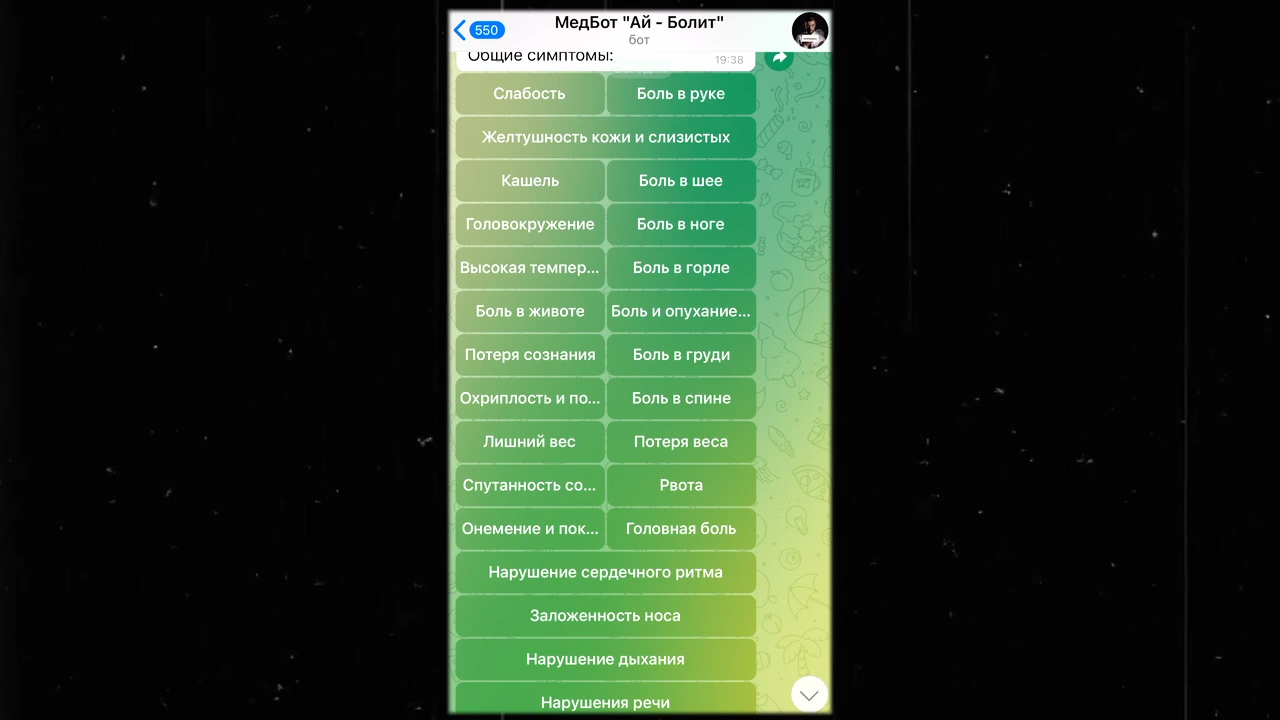 550
МедБот "Ай - Болит"
бот
Общие симптомы:
19:38
Слабость
Боль в руке
Желтушность кожи и слизистых
Кашель
Боль в шее
Головокружение
Боль в ноге
Высокая темпер...
Боль в горле
Боль в животе
Боль и опухание...
Потеря сознания
Боль в груди
Охриплость и по...
Боль в спине
Лишний вес
Потеря веса
Спутанность со...
Рвота
Онемение и пок...
Головная боль
Нарушение сердечного ритма
Заложенность носа
Нарушение дыхания
Нарушения речи